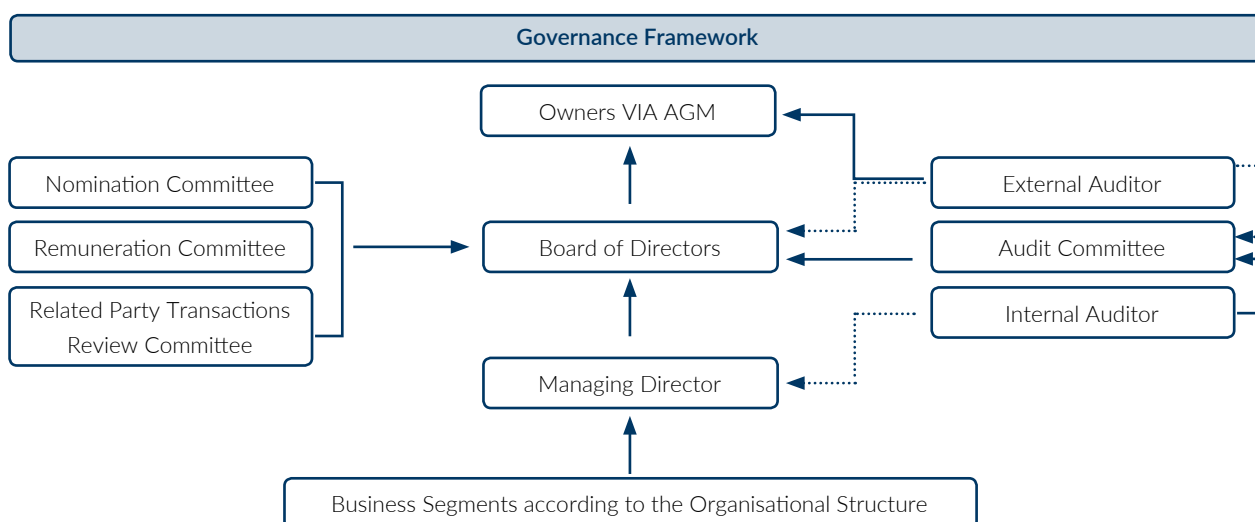 Governance Framework
Owners VIA AGM
Nomination Committee
External Auditor
Remuneration Committee
Board of Directors
Audit Committee
Related Party Transactions
Review Committee
Internal Auditor
Managing Director
Business Segments according to the Organisational Structure